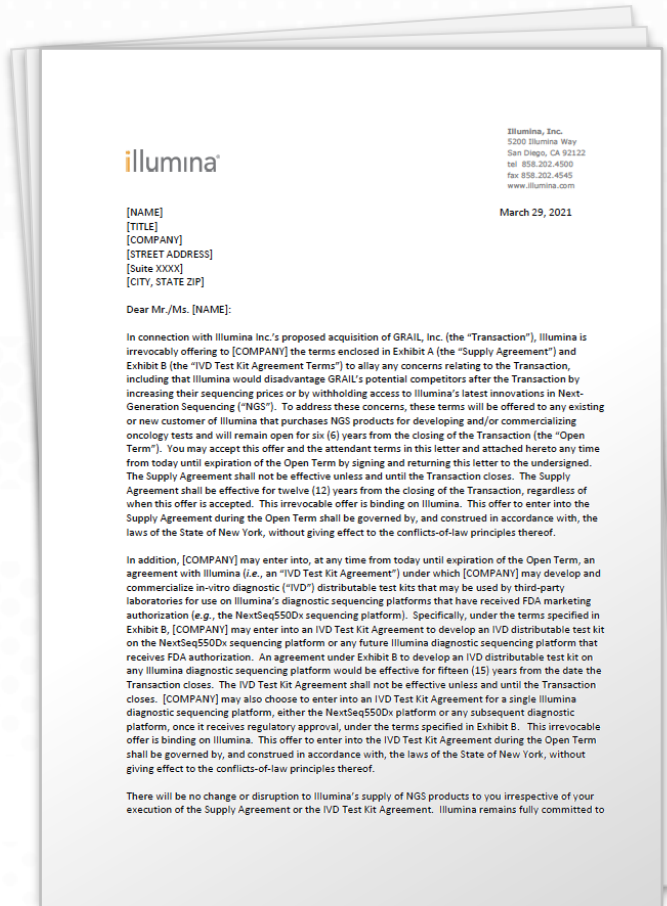 illumina®
Illumina, Inc.
5200 Illumina Way
San Diego, CA 92122
tel 858.202.4500
fax 858.202.4545
www.illumina.com
[NAME]
March 29, 2021
[TITLE]
[COMPANY]
[STREET ADDRESS]
[Suite XXXX]
[CITY, STATE ZIP]
Dear Mr./Ms. [NAME]:
In connection with Illumina Inc.'s proposed acquisition of GRAIL, Inc. (the “Transaction”), Illumina is
irrevocably offering to [COMPANY] the terms enclosed in Exhibit A (the “Supply Agreement”) and
Exhibit B (the “IVD Test Kit Agreement Terms”) to allay any concerns relating to the Transaction,
including that Illumina would disadvantage GRAIL's potential competitors after the Transaction by
increasing their sequencing prices or by withholding access to Illumina's latest innovations in Next-
Generation Sequencing (“NGS”).  To address these concerns, these terms will be offered to any existing
or new customer of Illumina that purchases NGS products for developing and/or commercializing
oncology tests and will remain open for six (6) years from the closing of the Transaction (the “Open
Term”).  You may accept this offer and the attendant terms in this letter and attached hereto any time
from today until expiration of the Open Term by signing and returning this letter to the undersigned.
The Supply Agreement shall not be effective unless and until the Transaction closes.  The Supply
Agreement shall be effective for twelve (12) years from the closing of the Transaction, regardless of
when this offer is accepted.  This irrevocable offer is binding on Illumina.  This offer to enter into the
Supply Agreement during the Open Term shall be governed by, and construed in accordance with, the
laws of the State of New York, without giving effect to the conflicts-of-law principles thereof.
In addition, [COMPANY] may enter into, at any time from today until expiration of the Open Term, an
agreement with Illumina (i.e., an “IVD Test Kit Agreement”) under which [COMPANY] may develop and
commercialize in-vitro diagnostic (“IVD”) distributable test kits that may be used by third-party
laboratories for use on Illumina's diagnostic sequencing platforms that have received FDA marketing
authorization (e.g., the NextSeq550Dx sequencing platform).  Specifically, under the terms specified in
Exhibit B, [COMPANY] may enter into an IVD Test Kit Agreement to develop an IVD distributable test kit
on the NextSeq550Dx sequencing platform or any future Illumina diagnostic sequencing platform that
receives FDA authorization.  An agreement under Exhibit B to develop an IVD distributable test kit on
any Illumina diagnostic sequencing platform would be effective for fifteen (15) years from the date the
Transaction closes.  The IVD Test Kit Agreement shall not be effective unless and until the Transaction
closes.  [COMPANY] may also choose to enter into an IVD Test Kit Agreement for a single Illumina
diagnostic sequencing platform, either the NextSeq550Dx platform or any subsequent diagnostic
platform, once it receives regulatory approval, under the terms specified in Exhibit B.  This irrevocable
offer is binding on Illumina.  This offer to enter into the IVD Test Kit Agreement during the Open Term
shall be governed by, and construed in accordance with, the laws of the State of New York, without
giving effect to the conflicts-of-law principles thereof.
There will be no change or disruption to Illumina's supply of NGS products to you irrespective of your
execution of the Supply Agreement or the IVD Test Kit Agreement.  Illumina remains fully committed to